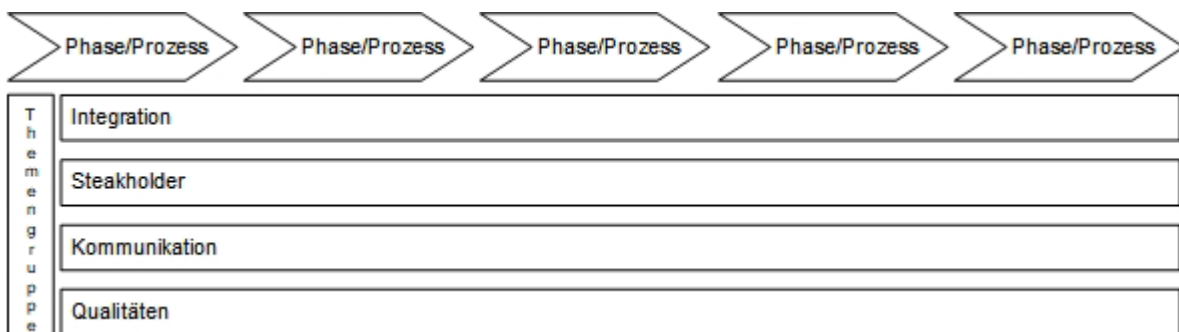 Phase/Prozess Phase/Prozess Phase/Prozess Phase/Prozess Phase/Prozess
Themengruppe
Integration
Steakholder
Kommunikation
Qualitäten